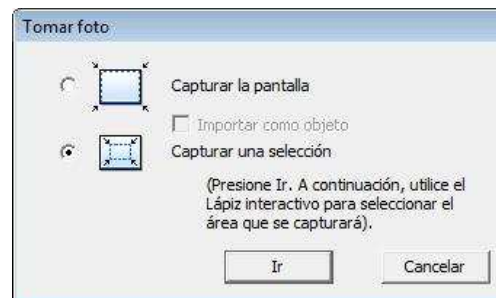 Tomar foto
Capturar la pantalla
Importar como objeto
Capturar una selección
(Presione Ir. A continuación, utilice el
Lápiz interactivo para seleccionar el
área que se capturará).
Ir
Cancelar